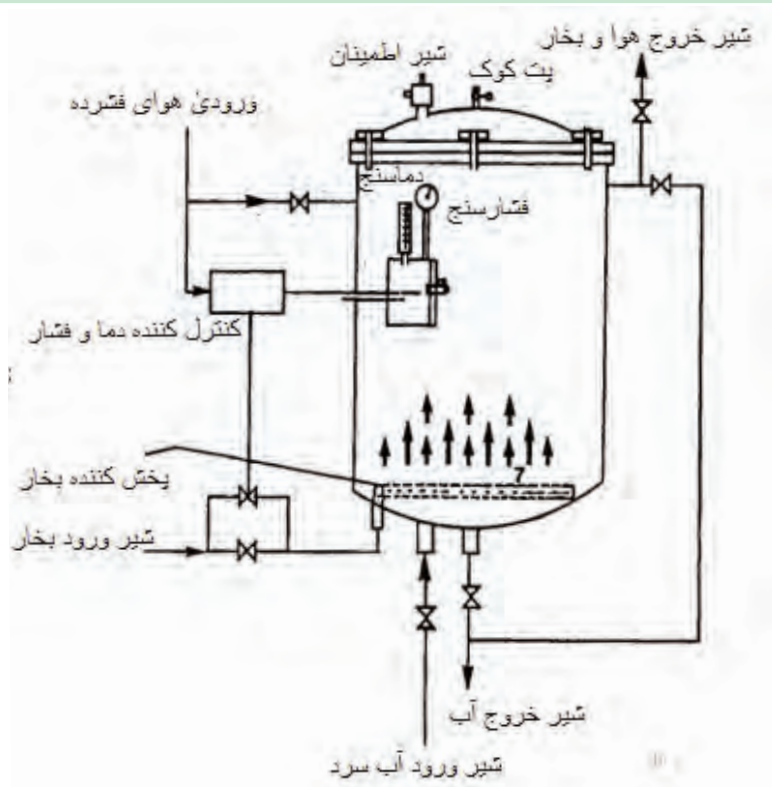 شیر خروج هوا و بخار
شیر اطمینان
پت کوک
ورودی هوای فشرده
دماسنج
فشارسنج
کنترل کننده دما و فشار
پخش کننده بخار
7
شیر ورود بخار
شیر خروج آب
شیر ورود آب سرد